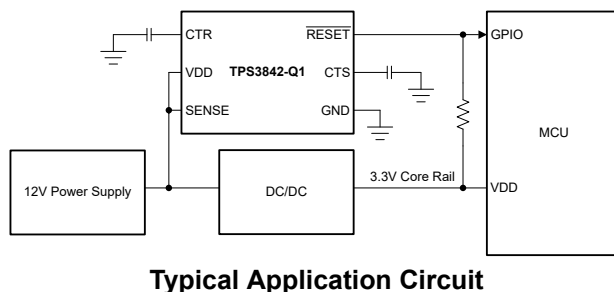 CTR
RESET
GPIO
VDD
TPS3842-Q1
CTS
SENSE
GND
MCU
12V Power Supply
DC/DC
3.3V Core Rail
VDD
Typical Application Circuit